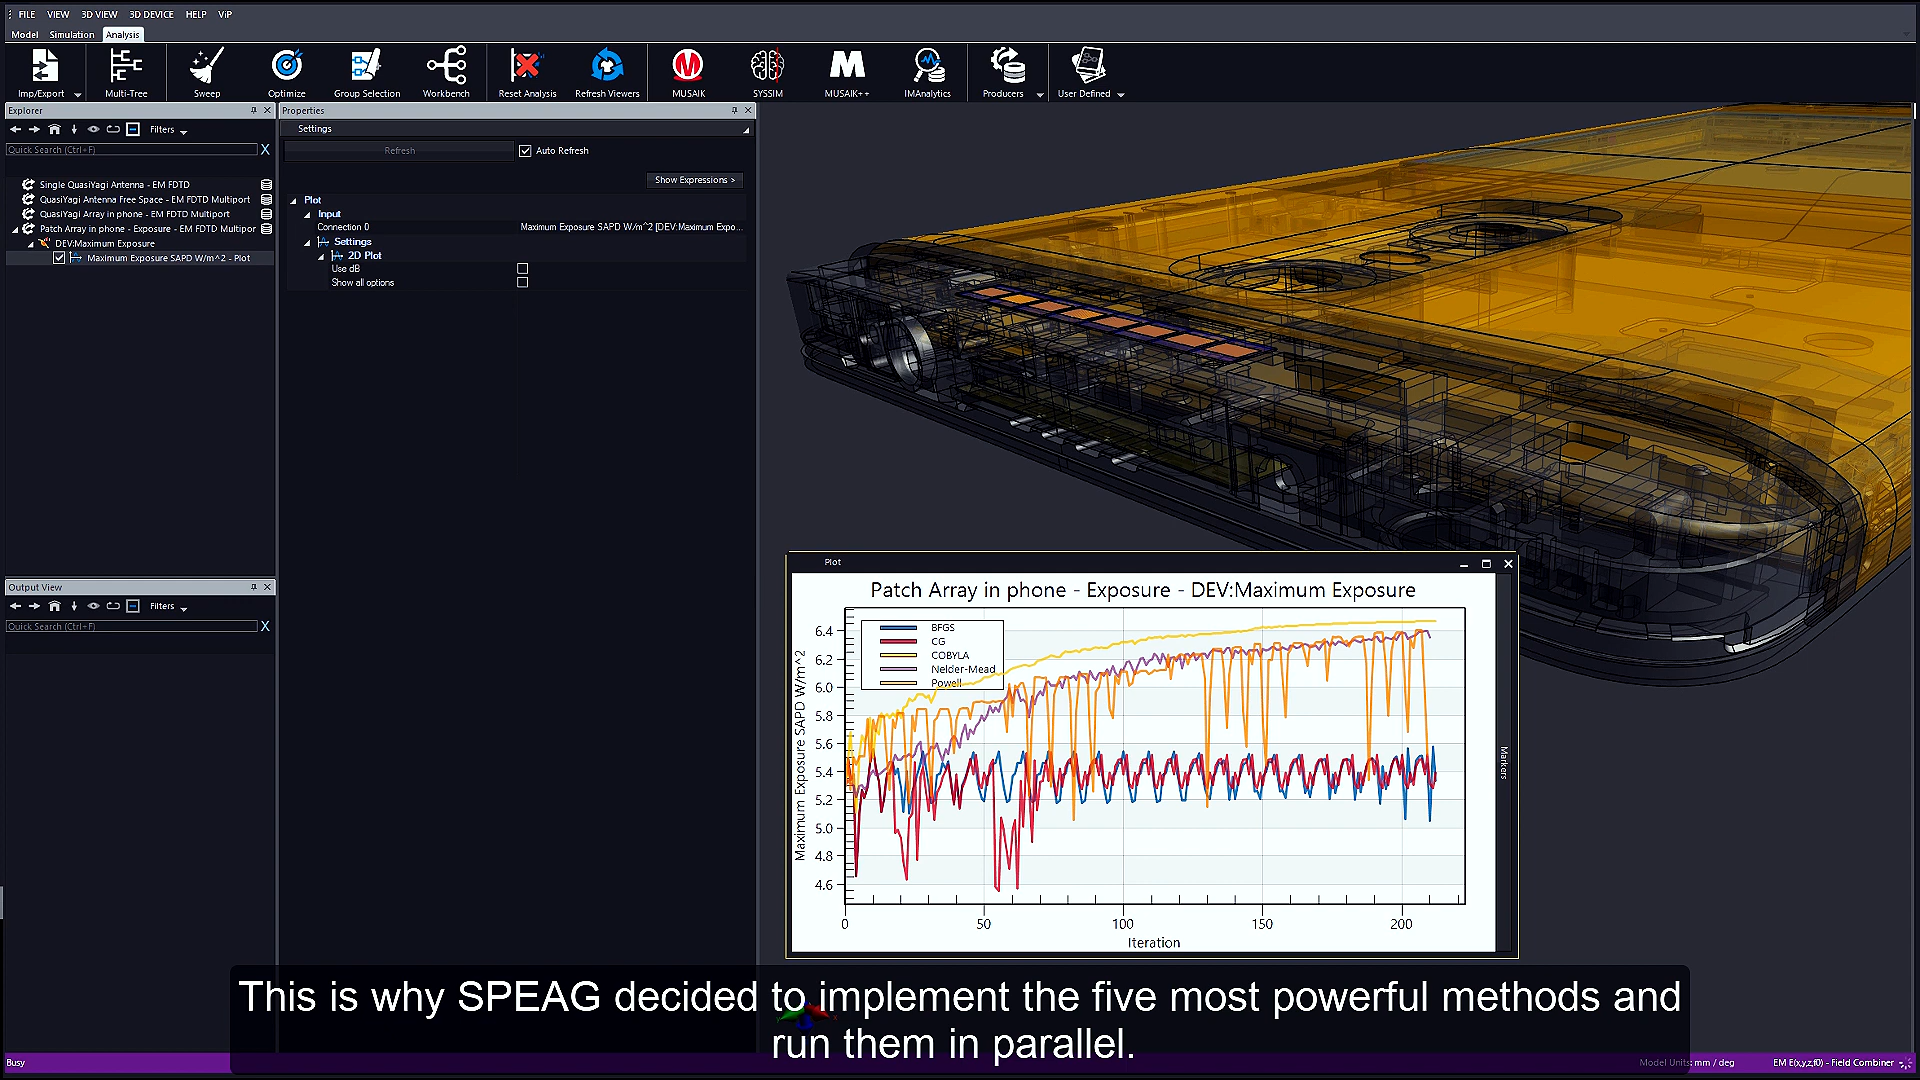 FILE VIEW 3D VIEW 3D DEVICE HELP ViP
Model Simulation Analysis
Imp/Export Multi-Tree Sweep Optimize Group Selection Workbench Reset Analysis Refresh Viewers MUSAIK SYSSIM MUSAIK++ IMAnalytics Producers User Defined
Explorer
Filters
Quick Search (Ctrl+F) X
Single QuasiYagi Antenna - EM FDTD
QuasiYagi Antenna Free Space - EM FDTD Multiport
QuasiYagi Array in phone - EM FDTD Multiport
Patch Array in phone - Exposure - EM FDTD Multipor
DEV:Maximum Exposure
Maximum Exposure SAPD W/m^2 - Plot
Properties
Settings
Refresh Auto Refresh
Show Expressions >
Plot
Input
Connection 0 Maximum Exposure SAPD W/m^2 [DEV:Maximum Expo...
Settings
2D Plot
Use dB
Show all options
Output View
Filters
Quick Search (Ctrl+F) X
Plot
Patch Array in phone - Exposure - DEV:Maximum Exposure
BFGS
CG
COBYLA
Nelder-Mead
Powell
Maximum Exposure SAPD W/m^2
6.4
6.2
6.0
5.8
5.6
5.4
5.2
5.0
4.8
4.6
0 50 100 150 200
Iteration
Markers
This is why SPEAG decided to implement the five most powerful methods and
run them in parallel.
Busy Model Units: mm / deg EM E(x,y,z,f0) - Field Combiner